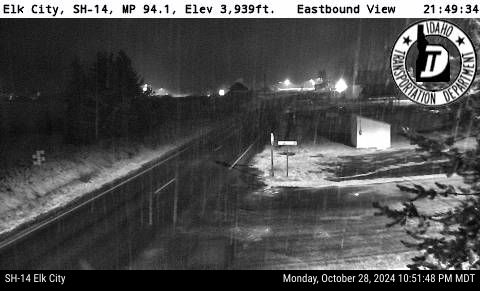 Elk City, SH-14, MP 94.1, Elev 3,939ft. Eastbound View 21:49:34
IDAHO
TRANSPORTATION DEPARTMENT
SH-14 Elk City Monday, October 28, 2024 10:51:48 PM MDT